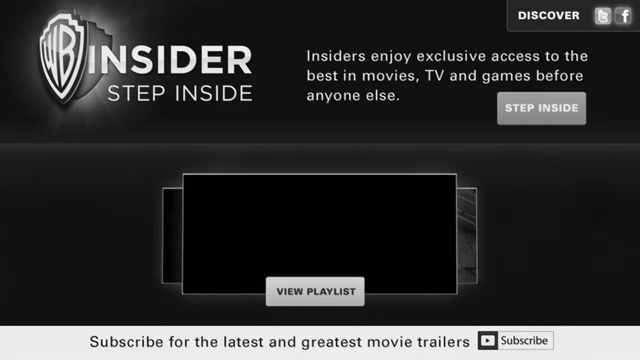 DISCOVER
WB INSIDER
STEP INSIDE
Insiders enjoy exclusive access to the
best in movies, TV and games before
anyone else.
STEP INSIDE
VIEW PLAYLIST
Subscribe for the latest and greatest movie trailers Subscribe